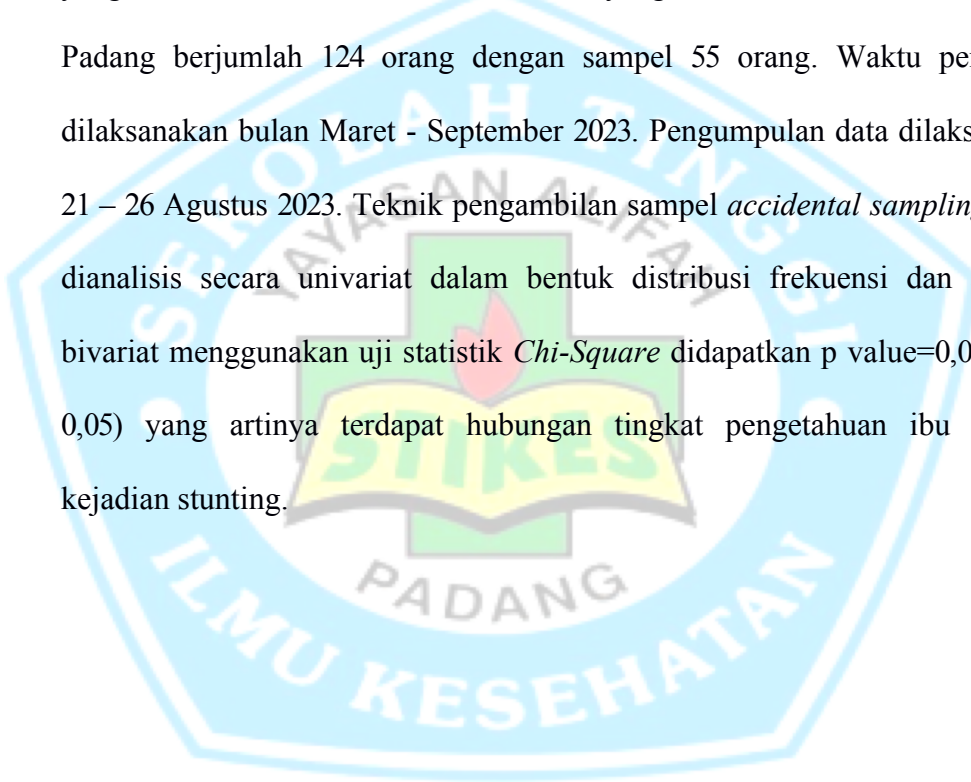 Padang berjumlah 124 orang dengan sampel 55 orang. Waktu
dilaksanakan bulan Maret - September 2023. Pengumpulan data
21 – 26 Agustus 2023. Teknik pengambilan sampel accidental sampling
dianalisis secara univariat dalam bentuk distribusi frekuensi dan
bivariat menggunakan uji statistik Chi-Square didapatkan p value=0,0
0,05) yang artinya terdapat hubungan tingkat pengetahuan ibu
kejadian stunting.
SEKOLAH TINGGI
YAYASAN ALIFAH
STIKES
PADANG
ILMU KESEHATAN